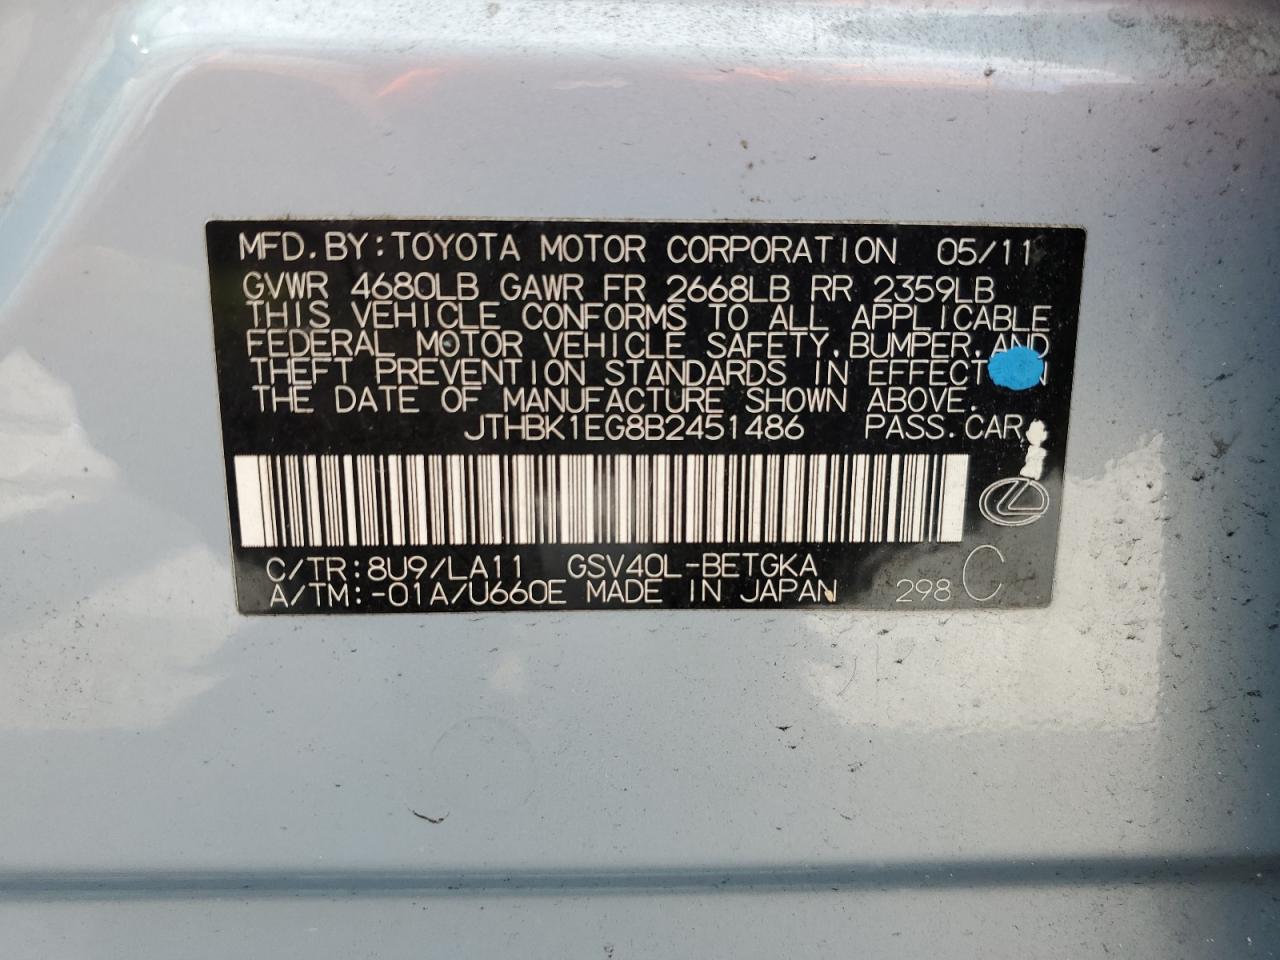 MFD.BY:TOYOTA MOTOR CORPORATION 05/11
GVWR 4680LB GAWR FR 2668LB RR 2359LB
THIS VEHICLE CONFORMS TO ALL APPLICABLE
FEDERAL MOTOR VEHICLE SAFETY,BUMPER,AND
THEFT PREVENTION STANDARDS IN EFFECT
THE DATE OF MANUFACTURE SHOWN ABOVE.
JTHBK1EG8B2451486 PASS.CAR
C/TR:8U9/LA11 GSV40L-BETGKA
A/TM:-01A/U660E MADE IN JAPAN 298 C